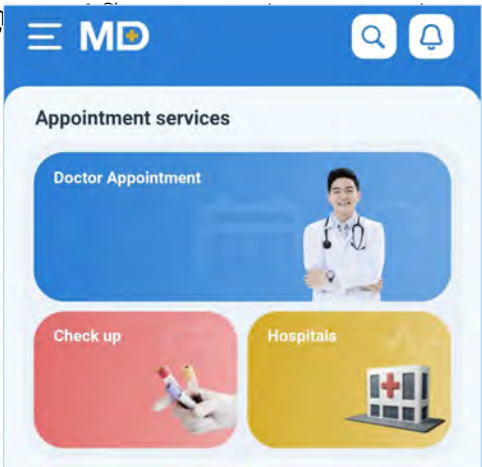 MD
Appointment services
Doctor Appointment
Check up
Hospitals